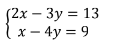 2x − 3y = 13
x − 4y = 9